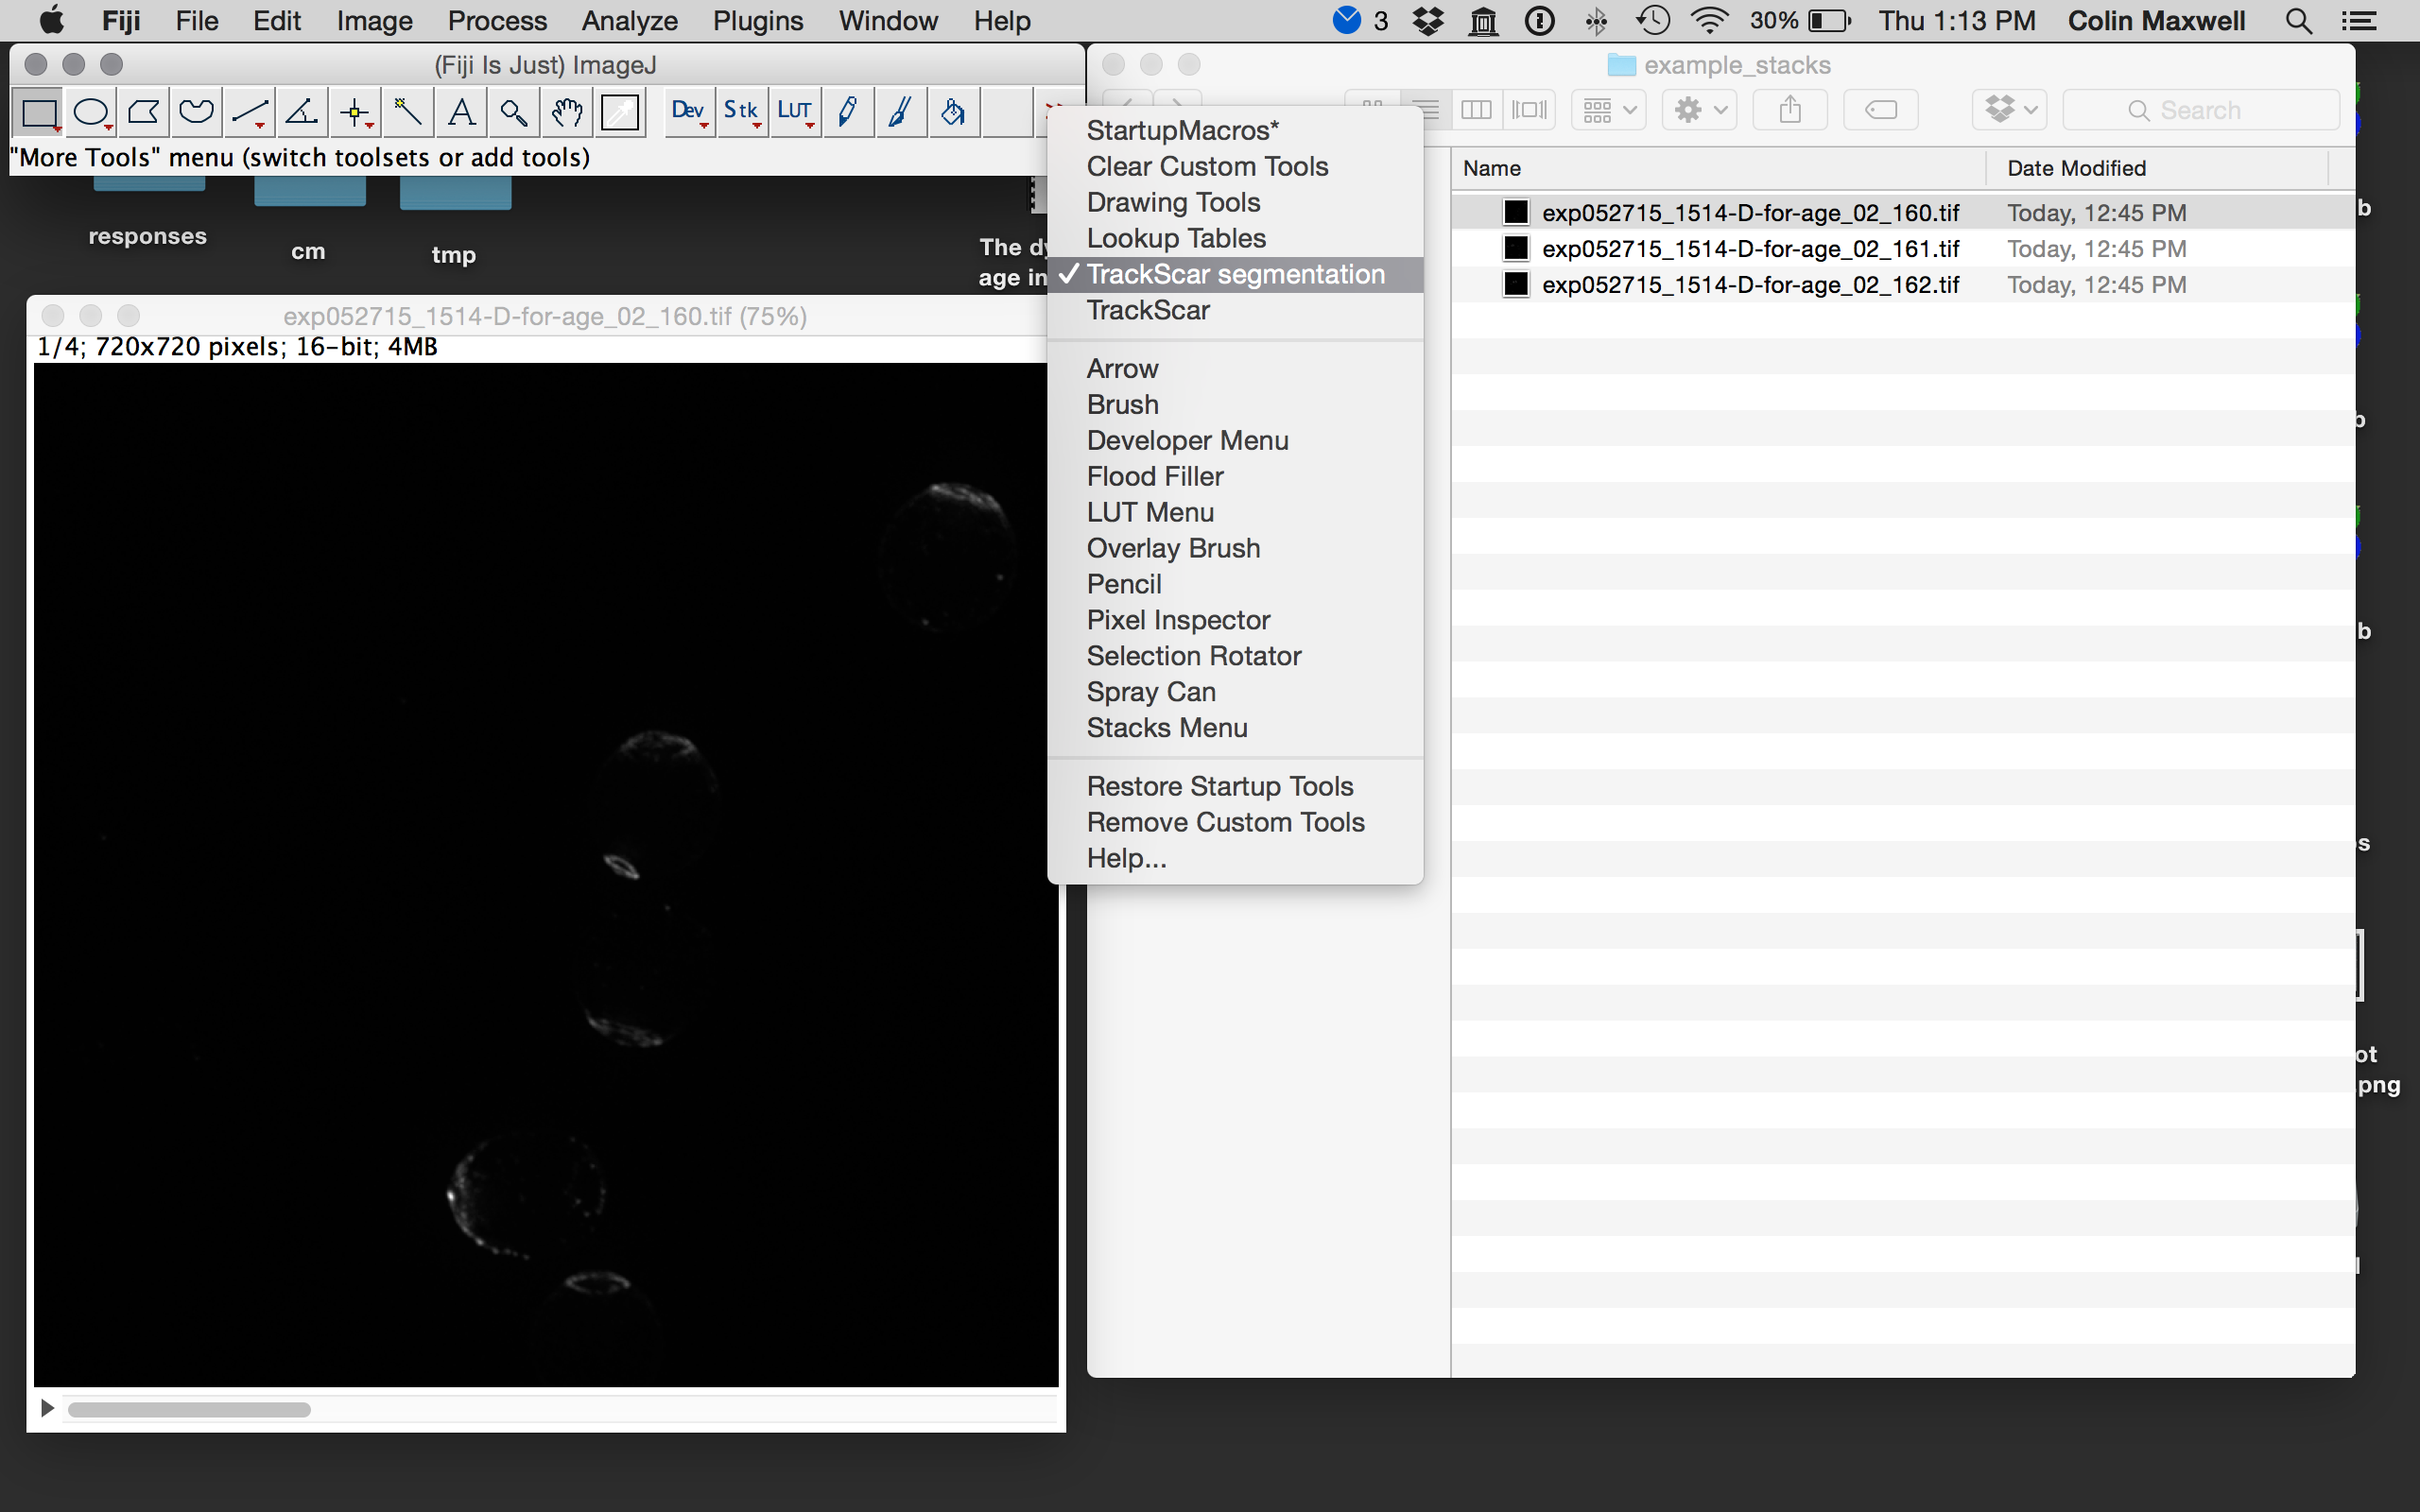 Fiji File Edit Image Process Analyze Plugins Window Help 3 30% Thu 1:13 PM Colin Maxwell
(Fiji Is Just) ImageJ
Dev Stk LUT
"More Tools" menu (switch toolsets or add tools)
responses
cm
tmp
The dy
age in
exp052715_1514-D-for-age_02_160.tif (75%)
1/4; 720x720 pixels; 16-bit; 4MB
StartupMacros*
Clear Custom Tools
Drawing Tools
Lookup Tables
✓ TrackScar segmentation
TrackScar
Arrow
Brush
Developer Menu
Flood Filler
LUT Menu
Overlay Brush
Pencil
Pixel Inspector
Selection Rotator
Spray Can
Stacks Menu
Restore Startup Tools
Remove Custom Tools
Help...
example_stacks
Search
Name Date Modified
exp052715_1514-D-for-age_02_160.tif Today, 12:45 PM
exp052715_1514-D-for-age_02_161.tif Today, 12:45 PM
exp052715_1514-D-for-age_02_162.tif Today, 12:45 PM
b
b
b
s
ot
.png